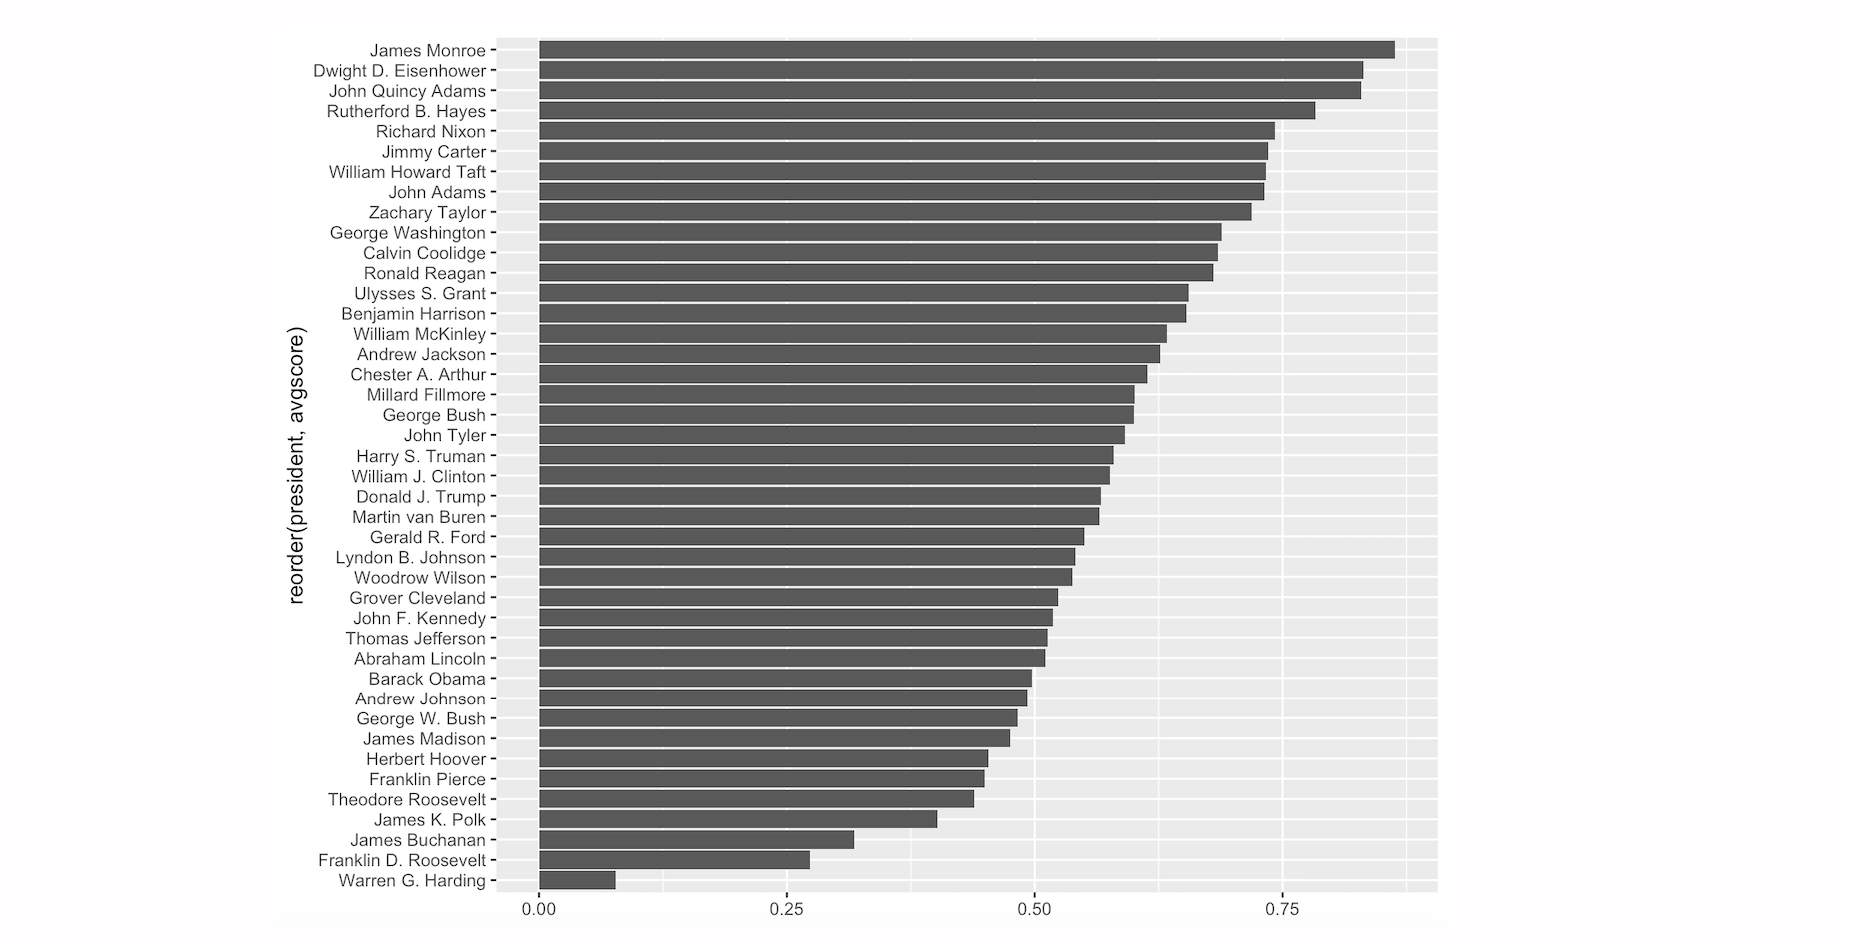 reorder(president, avgscore)
James Monroe
Dwight D. Eisenhower
John Quincy Adams
Rutherford B. Hayes
Richard Nixon
Jimmy Carter
William Howard Taft
John Adams
Zachary Taylor
George Washington
Calvin Coolidge
Ronald Reagan
Ulysses S. Grant
Benjamin Harrison
William McKinley
Andrew Jackson
Chester A. Arthur
Millard Fillmore
George Bush
John Tyler
Harry S. Truman
William J. Clinton
Donald J. Trump
Martin van Buren
Gerald R. Ford
Lyndon B. Johnson
Woodrow Wilson
Grover Cleveland
John F. Kennedy
Thomas Jefferson
Abraham Lincoln
Barack Obama
Andrew Johnson
George W. Bush
James Madison
Herbert Hoover
Franklin Pierce
Theodore Roosevelt
James K. Polk
James Buchanan
Franklin D. Roosevelt
Warren G. Harding
0.00 0.25 0.50 0.75